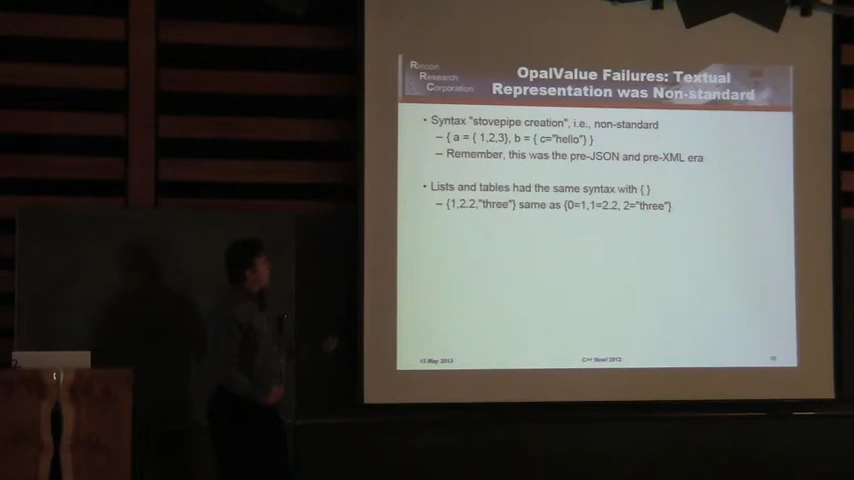 Rincon
Research
Corporation
OpalValue Failures: Textual
Representation was Non-standard
• Syntax "stovepipe creation", i.e., non-standard
– { a = { 1,2,3}, b = { c="hello"} }
– Remember, this was the pre-JSON and pre-XML era
• Lists and tables had the same syntax with { }
– {1,2.2,"three"} same as {0=1,1=2.2, 2="three"}
15 May 2013
C++ Now! 2013